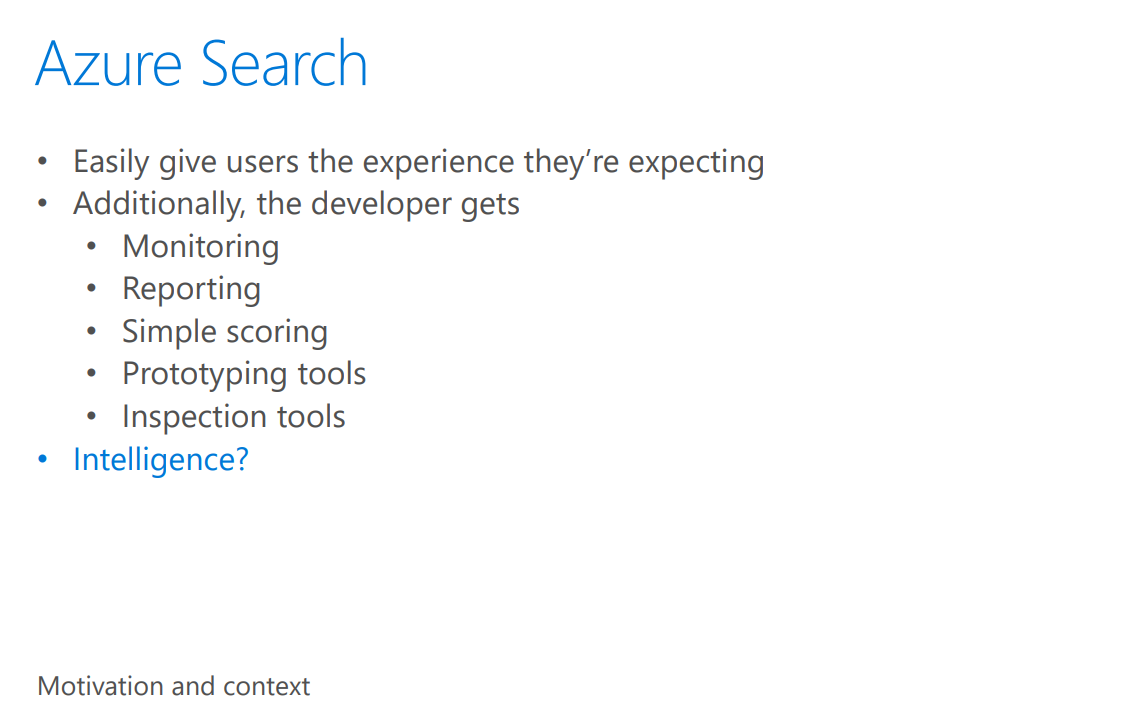 Azure Search
• Easily give users the experience they’re expecting
• Additionally, the developer gets
• Monitoring
• Reporting
• Simple scoring
• Prototyping tools
• Inspection tools
• Intelligence?
Motivation and context